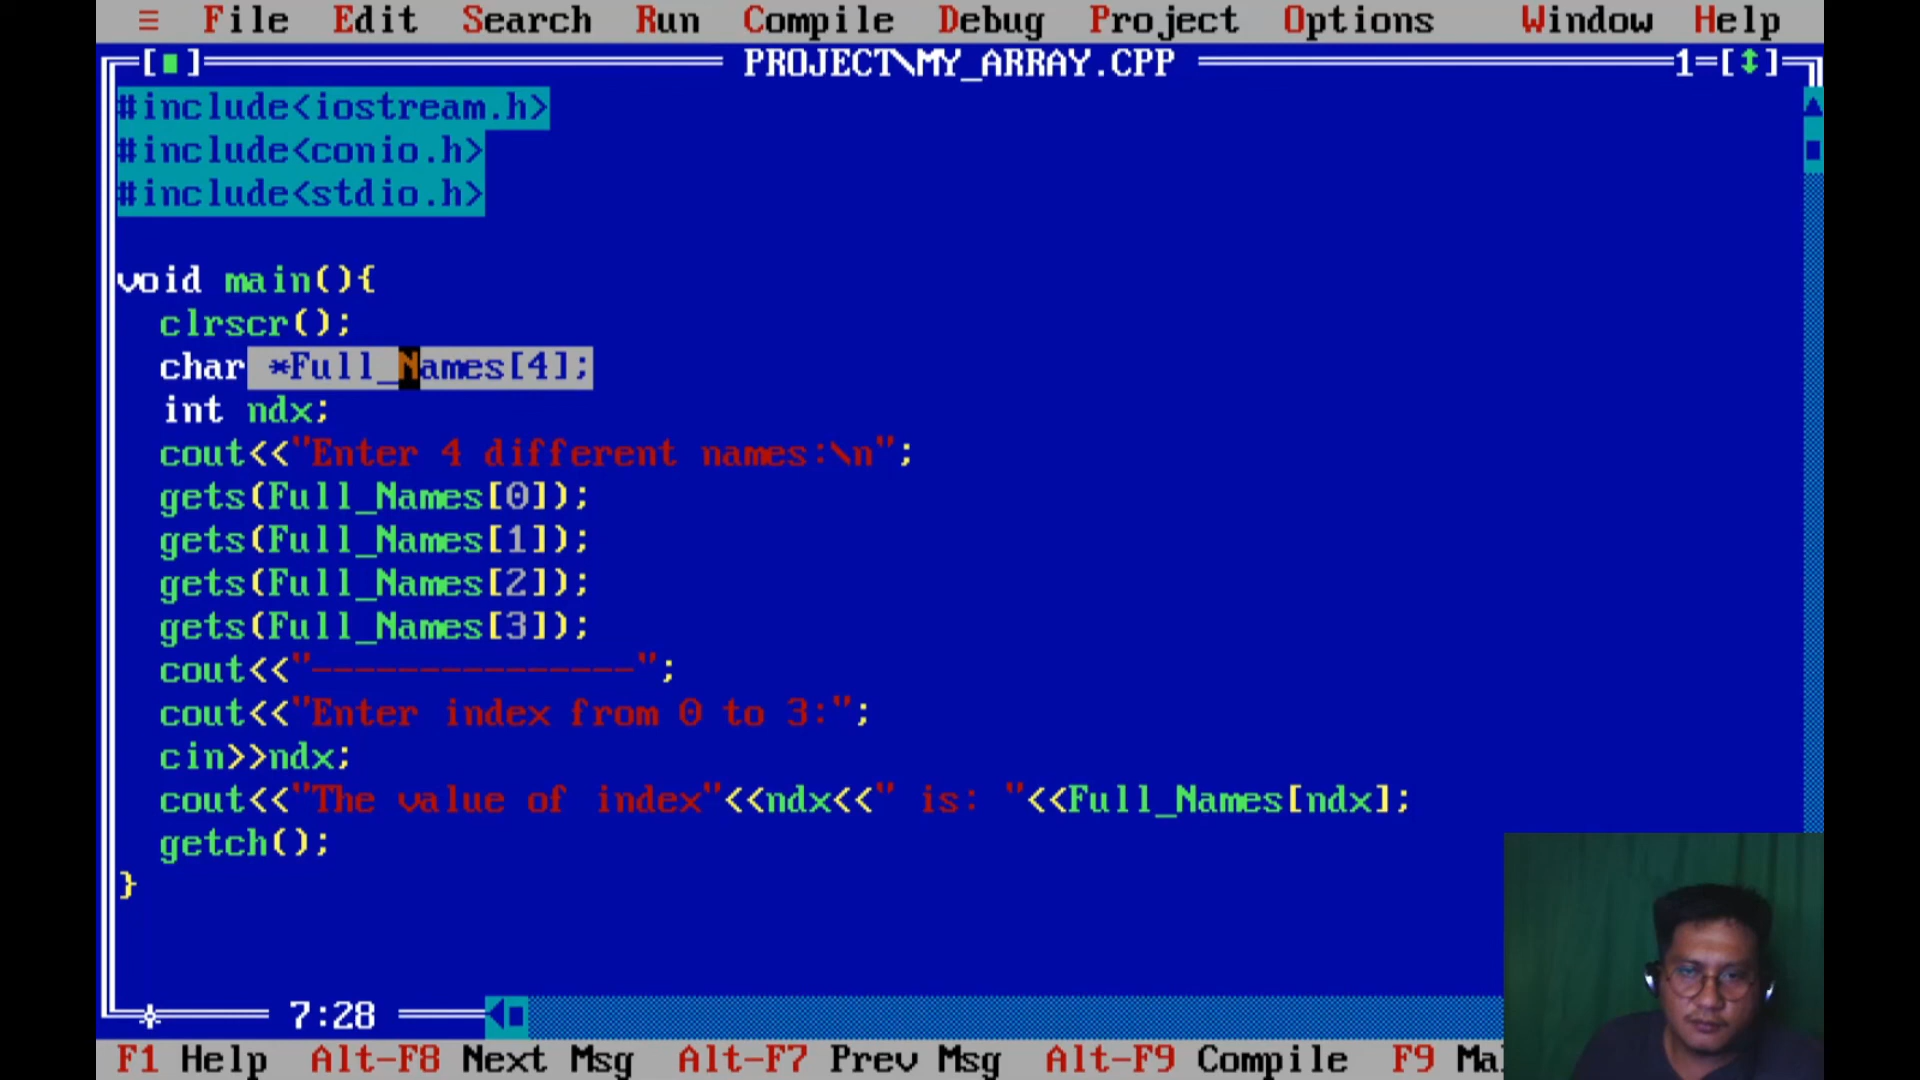 ≡ File Edit Search Run Compile Debug Project Options Window Help
[■] PROJECT\MY_ARRAY.CPP 1=[↕]
#include<iostream.h>
#include<conio.h>
#include<stdio.h>
void main(){
clrscr();
char *Full_Names[4];
int ndx;
cout<<"Enter 4 different names:\n";
gets(Full_Names[0]);
gets(Full_Names[1]);
gets(Full_Names[2]);
gets(Full_Names[3]);
cout<<"---------------";
cout<<"Enter index from 0 to 3:";
cin>>ndx;
cout<<"The value of index"<<ndx<<" is: "<<Full_Names[ndx];
getch();
}
7:28
F1 Help Alt-F8 Next Msg Alt-F7 Prev Msg Alt-F9 Compile F9